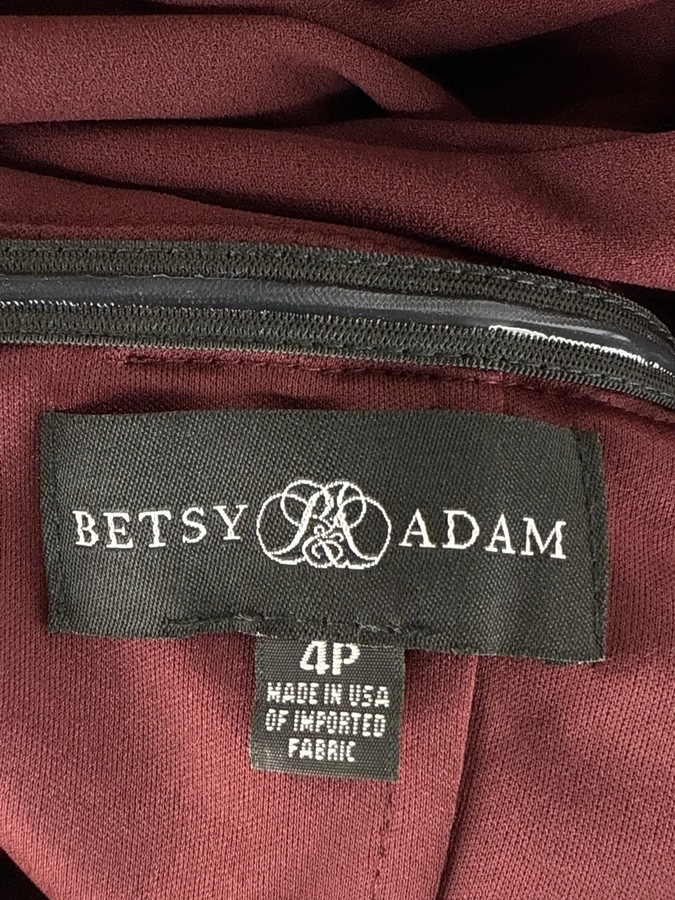 BETSY B&A ADAM
4P
MADE IN USA
OF IMPORTED
FABRIC